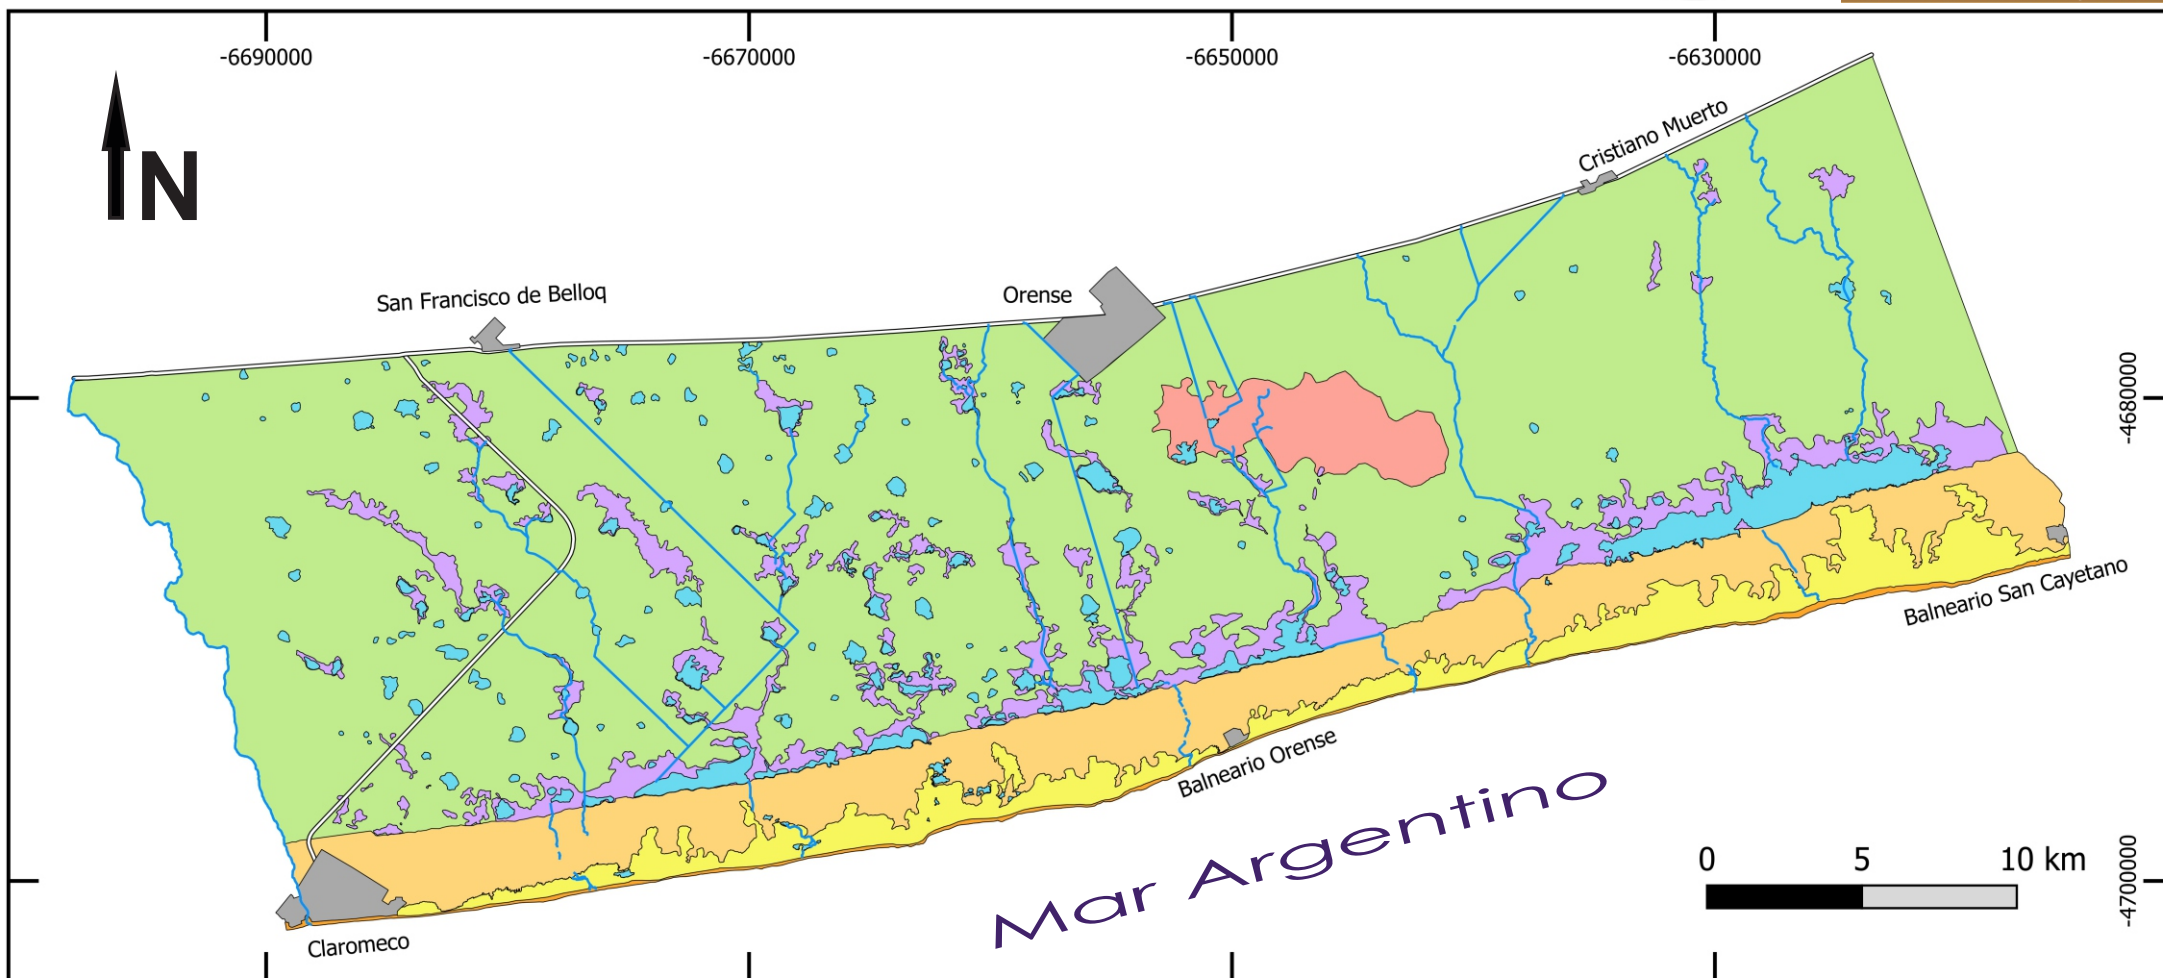 -6690000
-6670000
-6650000
-6630000
N
Cristiano Muerto
San Francisco de Belloq
Orense
-4680000
Balneario San Cayetano
Balneario Orense
Mar Argentino
0 5 10 km
-4700000
Claromeco